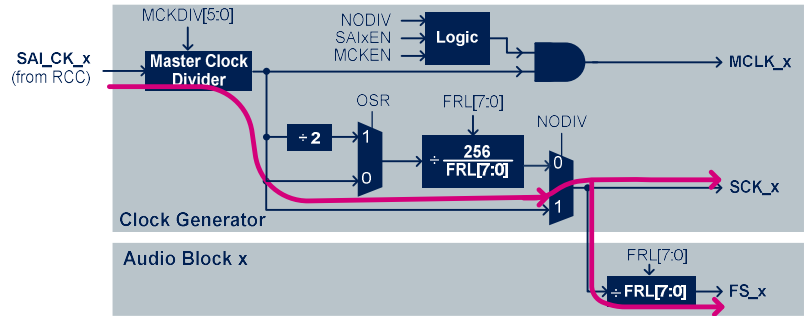 MCKDIV[5:0]
NODIV
SAIxEN
MCKEN
Logic
SAI_CK_x
(from RCC)
Master Clock
Divider
MCLK_x
OSR
FRL[7:0]
NODIV
÷ 2
1
0
÷ 256
FRL[7:0]
0
1
SCK_x
Clock Generator
Audio Block x
FRL[7:0]
÷ FRL[7:0]
FS_x